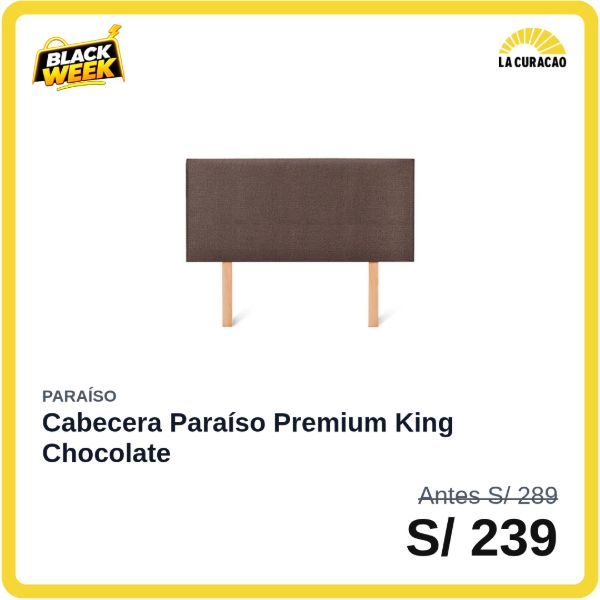 BLACK
WEEK
LA CURACAO
PARAÍSO
Cabecera Paraíso Premium King
Chocolate
Antes S/ 289
S/ 239